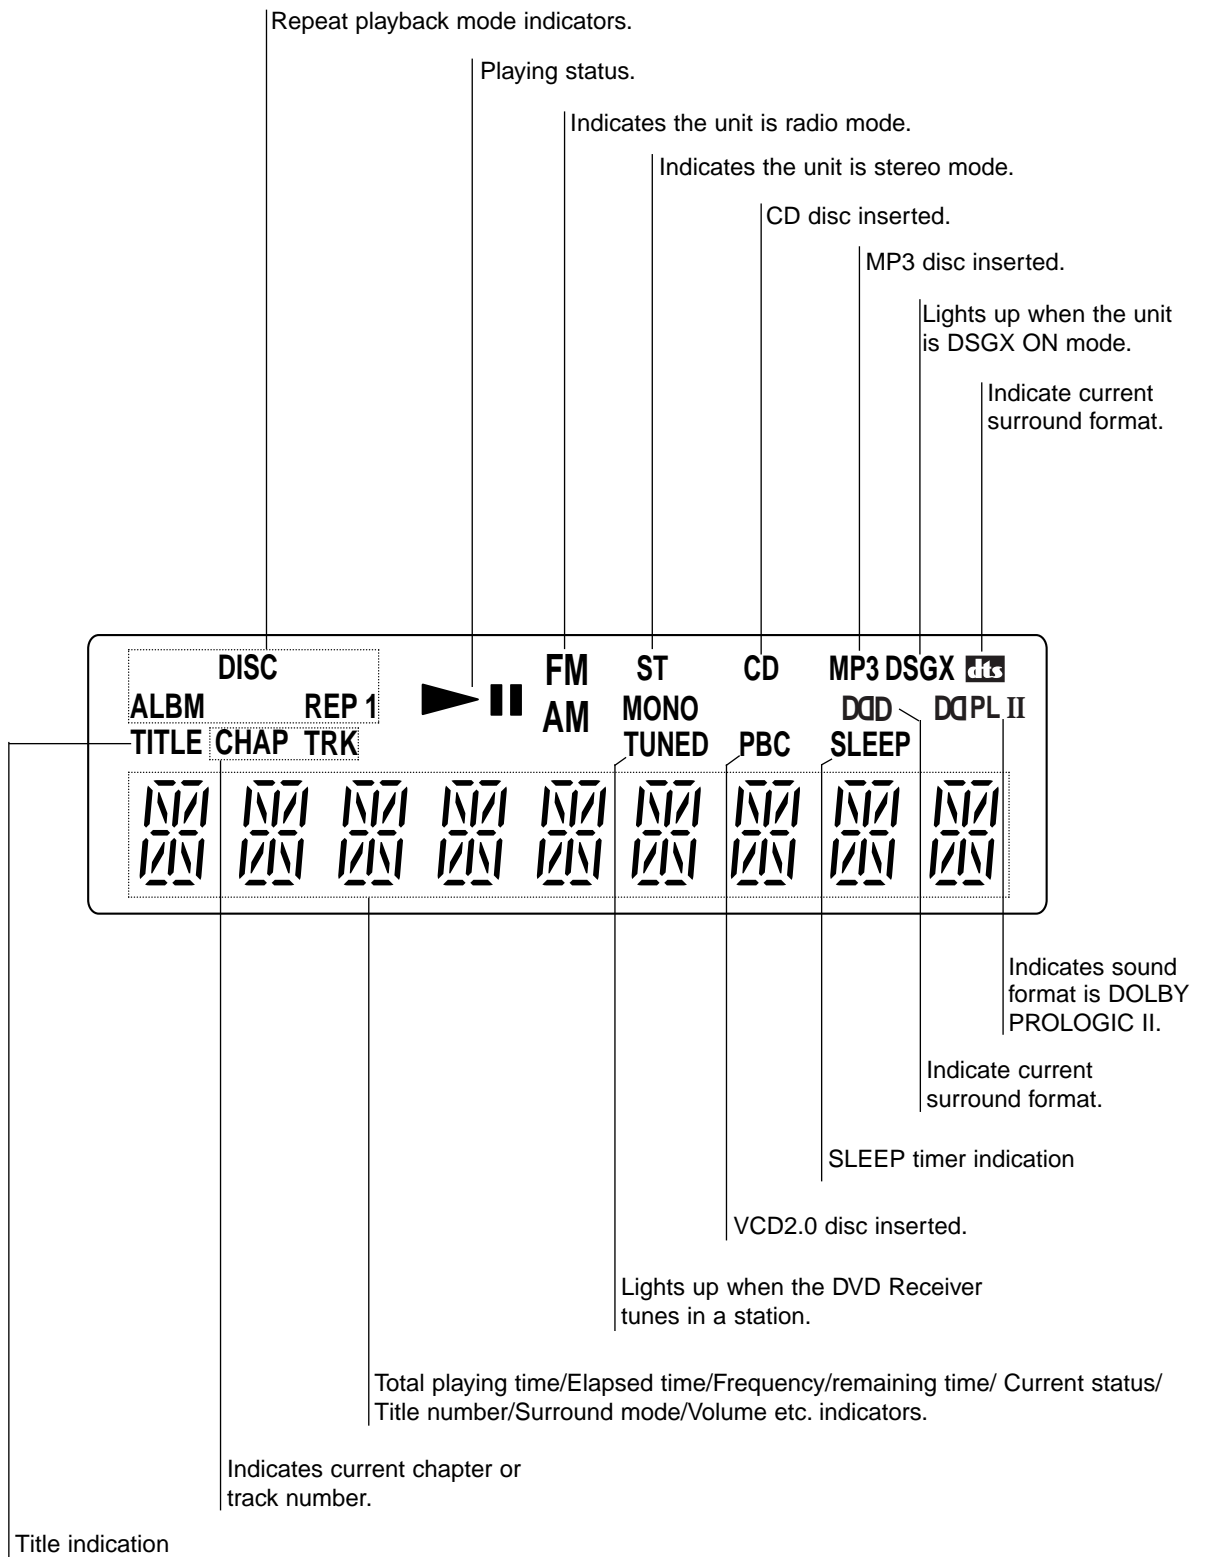 Repeat playback mode indicators.
Playing status.
Indicates the unit is radio mode.
Indicates the unit is stereo mode.
CD disc inserted.
MP3 disc inserted.
Lights up when the unit
is DSGX ON mode.
Indicate current
surround format.
DISC
FM
ST
CD
MP3 DSGX dts
ALBM
REP 1
AM
MONO
PL II
TITLE CHAP TRK
TUNED
PBC
SLEEP
Indicates sound
format is DOLBY
PROLOGIC II.
Indicate current
surround format.
SLEEP timer indication
VCD2.0 disc inserted.
Lights up when the DVD Receiver
tunes in a station.
Total playing time/Elapsed time/Frequency/remaining time/ Current status/
Title number/Surround mode/Volume etc. indicators.
Indicates current chapter or
track number.
Title indication